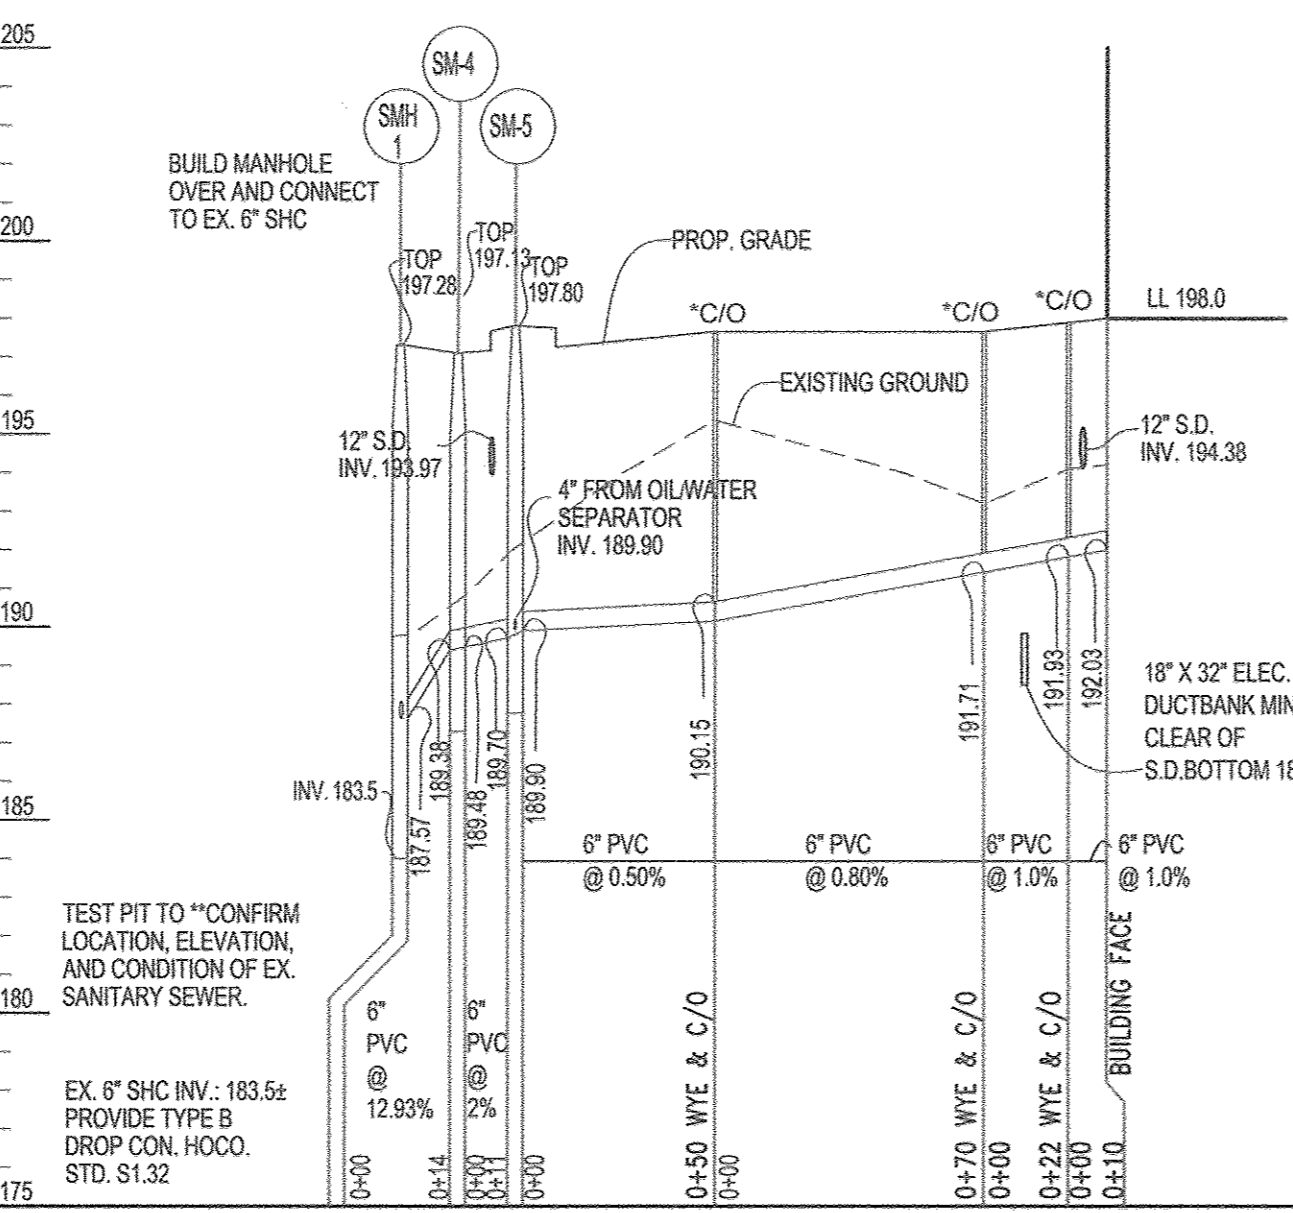 205
SM-4
SMH
1
SM-5
BUILD MANHOLE
OVER AND CONNECT
TO EX. 6" SHC
200
TOP
197.28
TOP
197.13
TOP
197.80
PROP. GRADE
*C/O
*C/O
*C/O
LL 198.0
EXISTING GROUND
195
12" S.D.
INV. 193.97
12" S.D.
INV. 194.38
4" FROM OIL/WATER
SEPARATOR
INV. 189.90
190
18" X 32" ELEC.
DUCTBANK MIN
CLEAR OF
S.D.BOTTOM 18
INV. 183.5
187.57
189.38
189.48
189.70
189.90
190.15
191.71
191.93
192.03
185
6" PVC
@ 0.50%
6" PVC
@ 0.80%
6" PVC
@ 1.0%
6" PVC
@ 1.0%
TEST PIT TO **CONFIRM
LOCATION, ELEVATION,
AND CONDITION OF EX.
SANITARY SEWER.
180
6"
PVC
@
12.93%
6"
PVC
@
2%
EX. 6" SHC INV.: 183.5±
PROVIDE TYPE B
DROP CON. HOCO.
STD. S1.32
175
0+00
0+14
0+00
0+11
0+00
0+50 WYE & C/O
0+00
0+70 WYE & C/O
0+00
0+22 WYE & C/O
0+00
0+10
BUILDING FACE